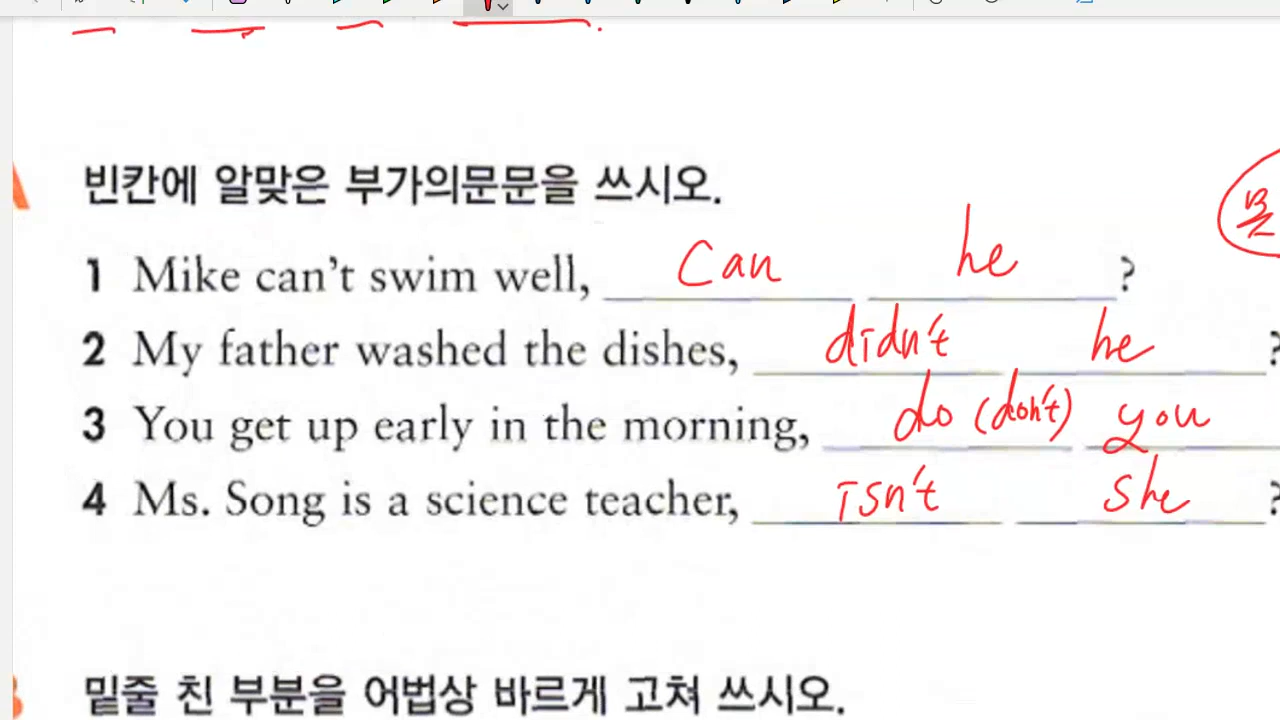 빈칸에 알맞은 부가의문문을 쓰시오.
1 Mike can't swim well, Can he ?
2 My father washed the dishes, didn't he ?
3 You get up early in the morning, do (don't) you
4 Ms. Song is a science teacher, isn't she ?
밑줄 친 부분을 어법상 바르게 고쳐 쓰시오.